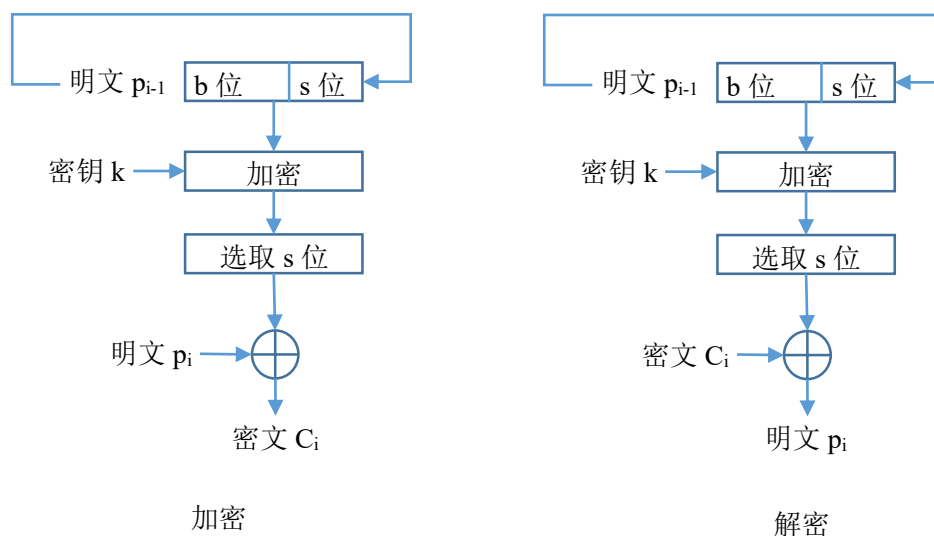 明文 pi-1
b 位 s 位
密钥 k
加密
选取 s 位
明文 pi
密文 Ci
加密
明文 pi-1
b 位 s 位
密钥 k
加密
选取 s 位
密文 Ci
明文 pi
解密